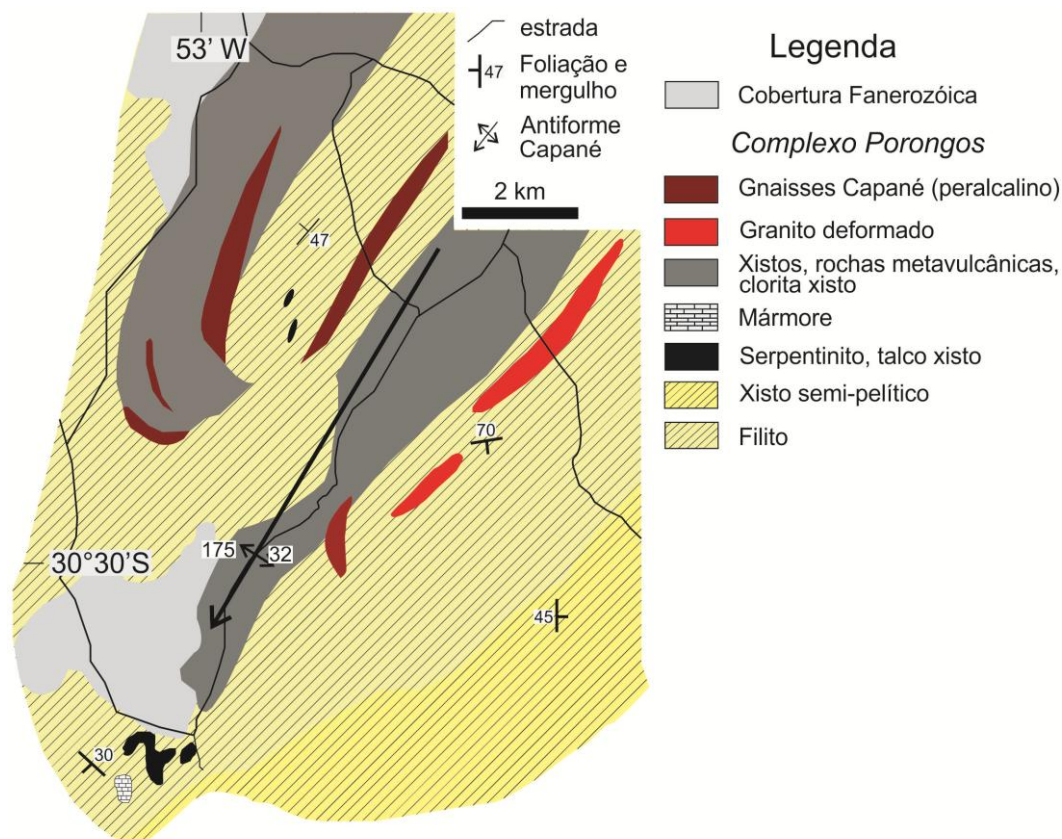 53' W
estrada
47
Foliação e
mergulho
Antiforme
Capané
2 km
Legenda
Cobertura Fanerozóica
Complexo Porongos
Gnaisses Capané (peralcalino)
Granito deformado
Xistos, rochas metavulcânicas,
clorita xisto
Mármore
Serpentinito, talco xisto
Xisto semi-pelítico
Filito
47
70
175
32
30°30'S
45
30